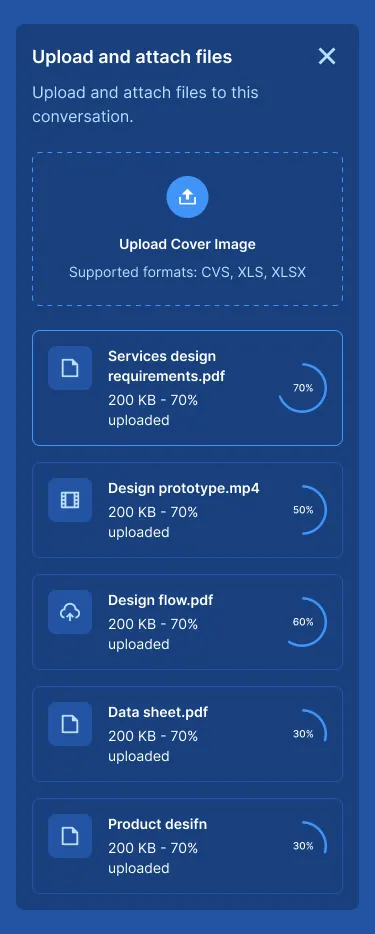 Upload and attach files
Upload and attach files to this
conversation.
Upload Cover Image
Supported formats: CVS, XLS, XLSX
Services design
requirements.pdf
200 KB - 70%
uploaded
70%
Design prototype.mp4
200 KB - 70%
uploaded
50%
Design flow.pdf
200 KB - 70%
uploaded
60%
Data sheet.pdf
200 KB - 70%
uploaded
30%
Product desifn
200 KB - 70%
uploaded
30%